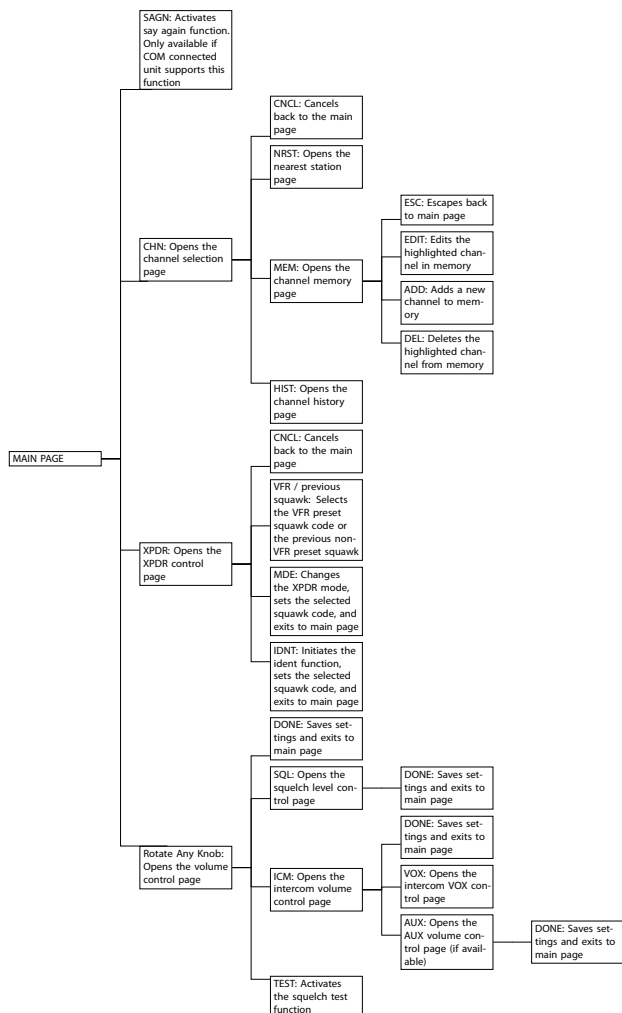 SAGN: Activates
say again function.
Only available if
COM connected
unit supports this
function
CNCL: Cancels
back to the main
page
NRST: Opens the
nearest station
page
ESC: Escapes back
to main page
CHN: Opens the
channel selection
page
EDIT: Edits the
highlighted chan-
nel in memory
MEM: Opens the
channel memory
page
ADD: Adds a new
channel to mem-
ory
DEL: Deletes the
highlighted chan-
nel from memory
HIST: Opens the
channel history
page
MAIN PAGE
CNCL: Cancels
back to the main
page
VFR / previous
squawk: Selects
the VFR preset
squawk code or
the previous non-
VFR preset squawk
XPDR: Opens the
XPDR control
page
MDE: Changes
the XPDR mode,
sets the selected
squawk code, and
exits to main page
IDNT: Initiates the
ident function,
sets the selected
squawk code, and
exits to main page
DONE: Saves set-
tings and exits to
main page
SQL: Opens the
squelch level con-
trol page
DONE: Saves set-
tings and exits to
main page
Rotate Any Knob:
Opens the volume
control page
DONE: Saves set-
tings and exits to
main page
ICM: Opens the
intercom volume
control page
VOX: Opens the
intercom VOX con-
trol page
AUX: Opens the
AUX volume con-
trol page (if avail-
able)
DONE: Saves set-
tings and exits to
main page
TEST: Activates
the squelch test
function